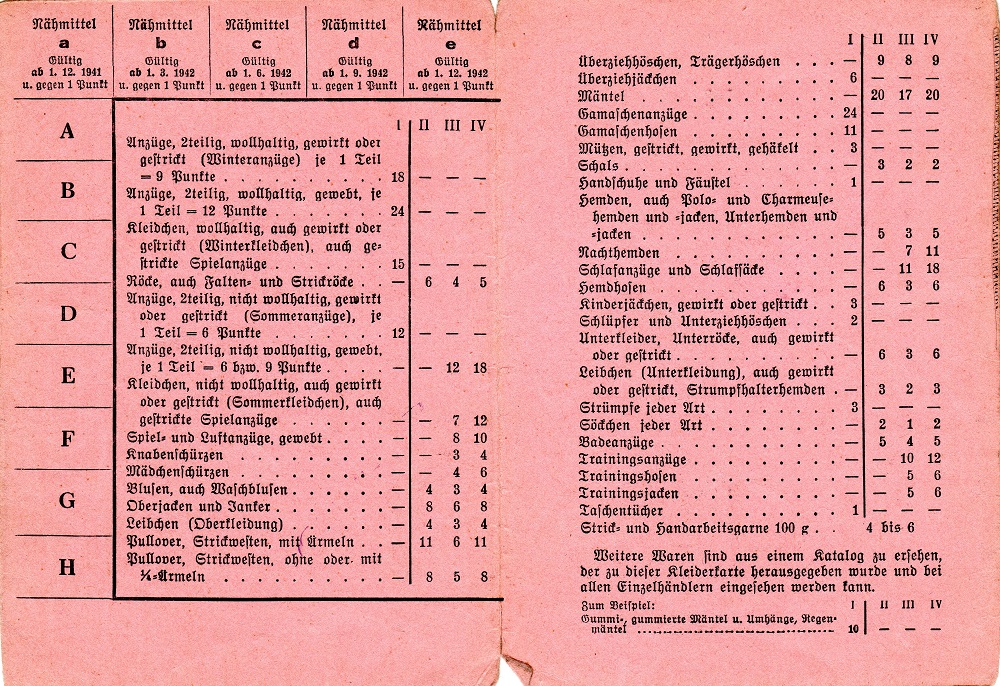 Nähmittel a Gültig ab 1. 12. 1941 u. gegen 1 Punkt
Nähmittel b Gültig ab 1. 3. 1942 u. gegen 1 Punkt
Nähmittel c Gültig ab 1. 6. 1942 u. gegen 1 Punkt
Nähmittel d Gültig ab 1. 9. 1942 u. gegen 1 Punkt
Nähmittel e Gültig ab 1. 12. 1942 u. gegen 1 Punkt
A
B
C
D
E
F
G
H
I II III IV
Anzüge, 2teilig, wollhaltig, gewirkt oder
gestrickt (Winteranzüge) je 1 Teil
= 9 Punkte . . . . . . . . . . 18 — — —
Anzüge, 2teilig, wollhaltig, gewebt, je
1 Teil = 12 Punkte . . . . . . . 24 — — —
Kleidchen, wollhaltig, auch gewirkt oder
gestrickt (Winterkleidchen), auch ge-
strickte Spielanzüge . . . . . . . 15 — — —
Röcke, auch Falten- und Strickröcke . . — 6 4 5
Anzüge, 2teilig, nicht wollhaltig, gewirkt
oder gestrickt (Sommeranzüge), je
1 Teil = 6 Punkte . . . . . . . 12 — — —
Anzüge, 2teilig, nicht wollhaltig, gewebt,
je 1 Teil = 6 bzw. 9 Punkte . . . . — — 12 18
Kleidchen, nicht wollhaltig, auch gewirkt
oder gestrickt (Sommerkleidchen), auch
gestrickte Spielanzüge . . . . . . — — 7 12
Spiel- und Luftanzüge, gewebt . . . . — — 8 10
Knabenschürzen . . . . . . . . — — 3 4
Mädchenschürzen . . . . . . . . — — 4 6
Blusen, auch Waschblusen . . . . . . — 4 3 4
Oberjacken und Janker . . . . . . . — 8 6 8
Leibchen (Oberkleidung) . . . . . . — 4 3 4
Pullover, Strickwesten, mit Ärmeln . . — 11 6 11
Pullover, Strickwesten, ohne oder mit
¼-Ärmeln . . . . . . . . . . — 8 5 8
I II III IV
Überziehhöschen, Trägerhöschen . . . — 9 8 9
Überziehjäckchen . . . . . . . . 6 — — —
Mäntel . . . . . . . . . . — 20 17 20
Gamaschenanzüge . . . . . . . . 24 — — —
Gamaschenhosen . . . . . . . . 11 — — —
Mützen, gestrickt, gewirkt, gehäkelt . . 3 — — —
Schals . . . . . . . . . . . — 3 2 2
Handschuhe und Fäustel . . . . . . 1 — — —
Hemden, auch Polo- und Charmeuse-
hemden und -jacken, Unterhemden und
-jacken . . . . . . . . . . — 5 3 5
Nachthemden . . . . . . . . . — — 7 11
Schlafanzüge und Schlafsäcke . . . . — — 11 18
Hemdhosen . . . . . . . . . — 6 3 6
Kinderjäckchen, gewirkt oder gestrickt . . 3 — — —
Schlüpfer und Unterziehhöschen . . . 2 — — —
Unterkleider, Unterröcke, auch gewirkt
oder gestrickt . . . . . . . . . — 6 3 6
Leibchen (Unterkleidung), auch gewirkt
oder gestrickt, Strumpfhalterhemden . — 3 2 3
Strümpfe jeder Art . . . . . . . . 3 — — —
Söckchen jeder Art . . . . . . . . — 2 1 2
Badeanzüge . . . . . . . . . . — 5 4 5
Trainingsanzüge . . . . . . . . . — — 10 12
Trainingshosen . . . . . . . . . — — 5 6
Trainingsjacken . . . . . . . . . — — 5 6
Taschentücher . . . . . . . . . 1 — — —
Strick- und Handarbeitsgarne 100 g . . 4 bis 6
Weitere Waren sind aus einem Katalog zu ersehen,
der zu dieser Kleiderkarte herausgegeben wurde und bei
allen Einzelhändlern eingesehen werden kann.
Zum Beispiel: I II III IV
Gummi-, gummierte Mäntel u. Umhänge, Regen-
mäntel ........ 10 — — —